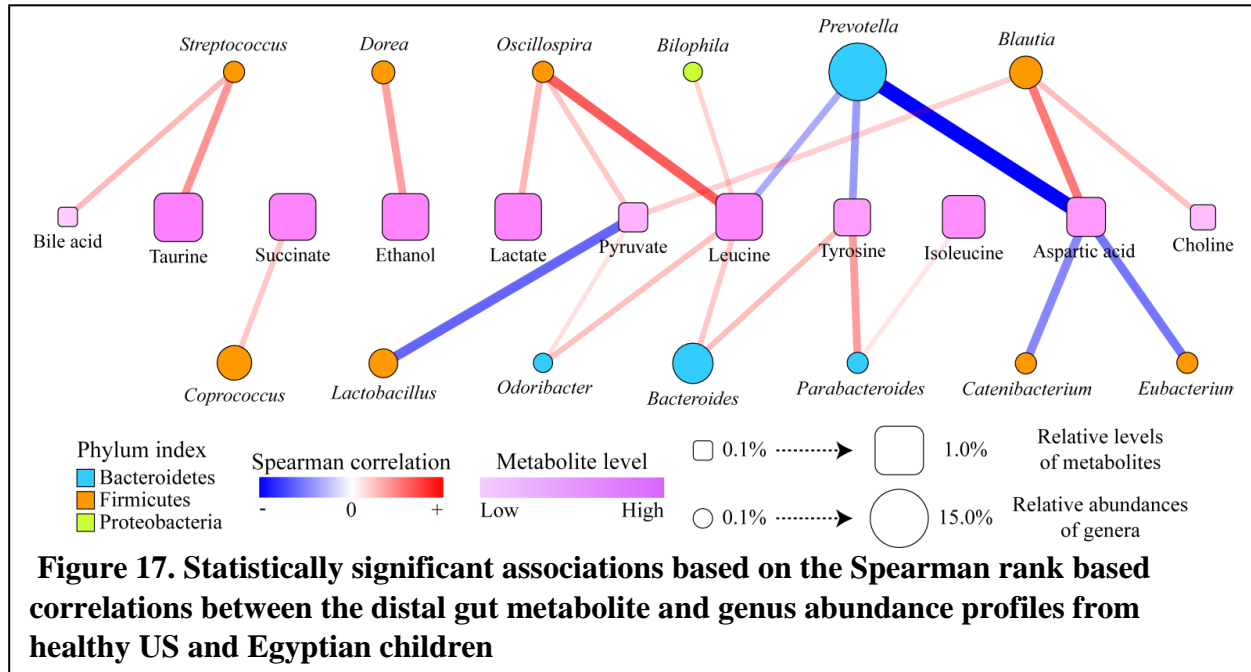 Streptococcus Dorea Oscillospira Bilophila Prevotella Blautia
Bile acid Taurine Succinate Ethanol Lactate Pyruvate Leucine Tyrosine Isoleucine Aspartic acid Choline
Coprococcus Lactobacillus Odoribacter Bacteroides Parabacteroides Catenibacterium Eubacterium
Phylum index
Bacteroidetes
Firmicutes
Proteobacteria
Spearman correlation
- 0 +
Metabolite level
Low High
0.1% 1.0%
Relative levels
of metabolites
0.1% 15.0%
Relative abundances
of genera
Figure 17. Statistically significant associations based on the Spearman rank based
correlations between the distal gut metabolite and genus abundance profiles from
healthy US and Egyptian children